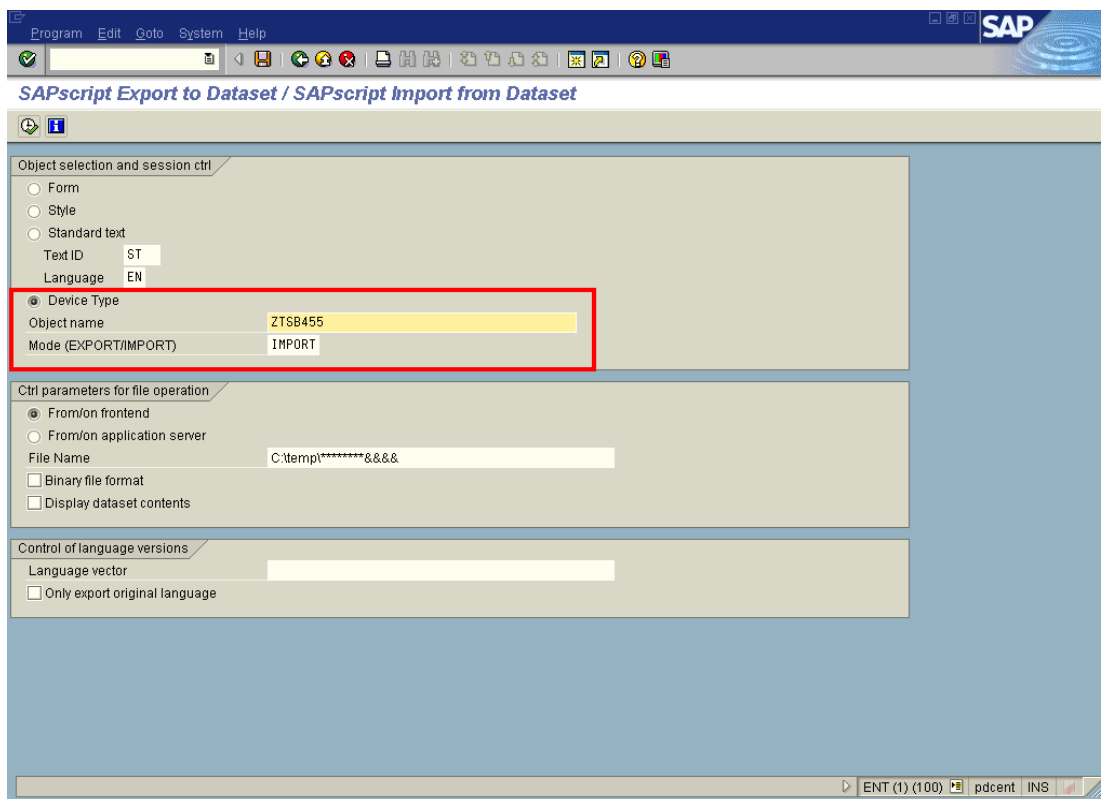 Program Edit Goto System Help
SAP
SAPscript Export to Dataset / SAPscript Import from Dataset
Object selection and session ctrl
Form
Style
Standard text
Text ID ST
Language EN
Device Type
Object name ZTSB455
Mode (EXPORT/IMPORT) IMPORT
Ctrl parameters for file operation
From/on frontend
From/on application server
File Name C:\temp\********&&&&
Binary file format
Display dataset contents
Control of language versions
Language vector
Only export original language
ENT (1) (100) pdcent INS